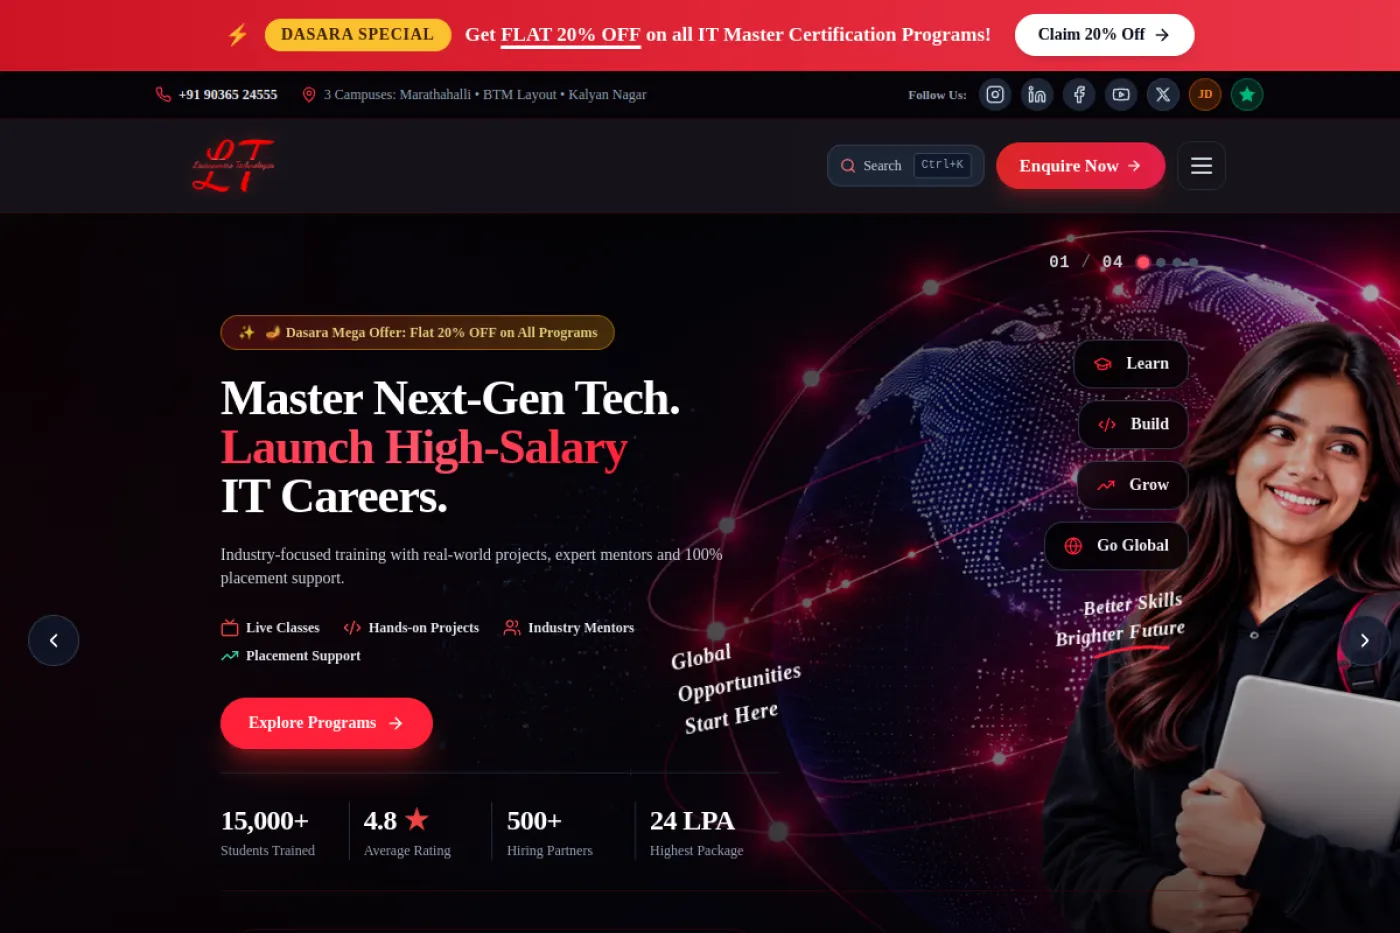 DASARA SPECIAL
Get FLAT 20% OFF on all IT Master Certification Programs!
Claim 20% Off
+91 90365 24555
3 Campuses: Marathahalli • BTM Layout • Kalyan Nagar
Follow Us:
JD
LT
Search
Ctrl+K
Enquire Now
01 / 04
Dasara Mega Offer: Flat 20% OFF on All Programs
Master Next-Gen Tech.
Launch High-Salary
IT Careers.
Industry-focused training with real-world projects, expert mentors and 100%
placement support.
Live Classes
Hands-on Projects
Industry Mentors
Placement Support
Explore Programs
15,000+
Students Trained
4.8 ★
Average Rating
500+
Hiring Partners
24 LPA
Highest Package
Global
Opportunities
Start Here
Learn
Build
Grow
Go Global
Better Skills
Brighter Future